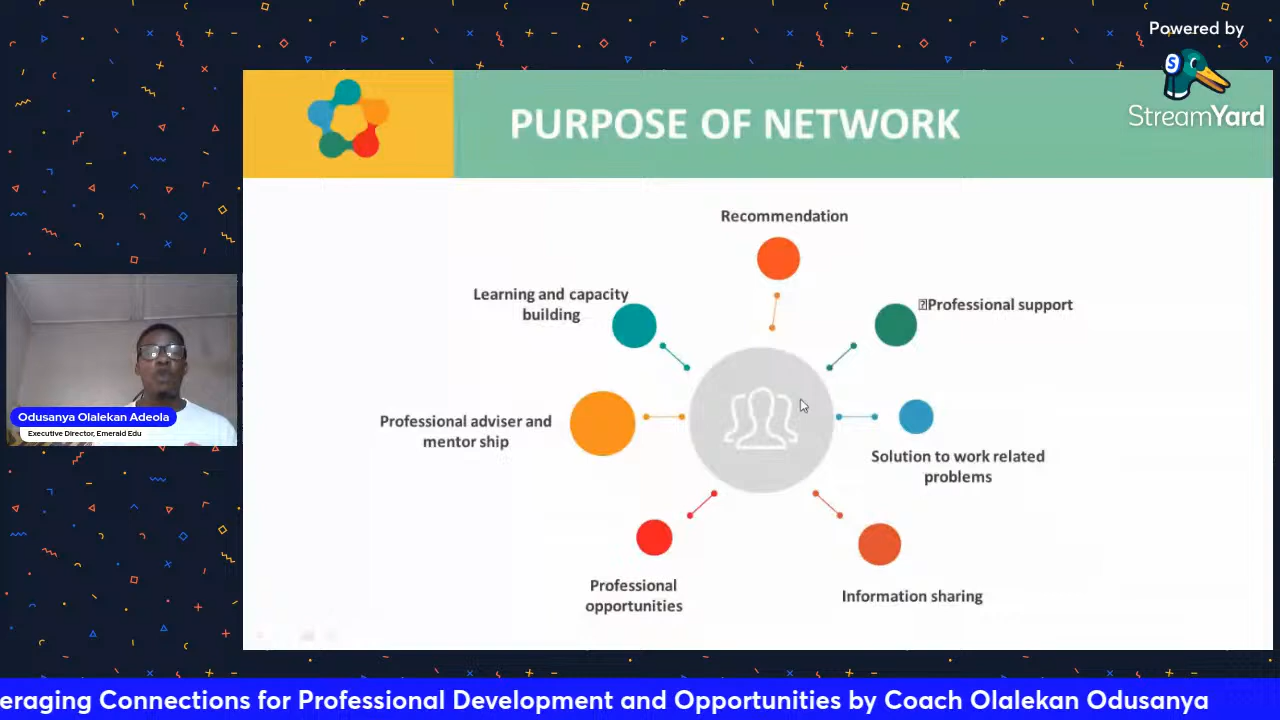 Powered by
StreamYard
PURPOSE OF NETWORK
Recommendation
Learning and capacity
building
Professional support
Professional adviser and
mentor ship
Solution to work related
problems
Professional
opportunities
Information sharing
Odusanya Olalekan Adeola
Executive Director, Emerald Edu
eraging Connections for Professional Development and Opportunities by Coach Olalekan Odusanya